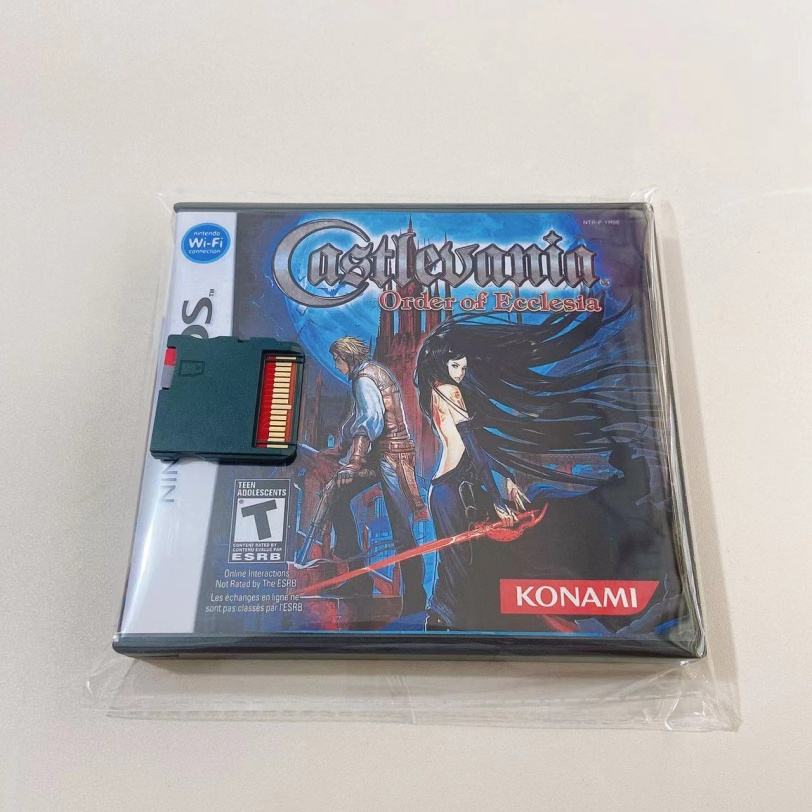 Nintendo
Wi-Fi
connection
NTR-P-YR9E
Castlevania
Order of Ecclesia
TEEN
ADOLESCENTS
T
CONTENT RATED BY
CONTENU ÉVALUÉ PAR
ESRB
Online Interactions
Not Rated by The ESRB
Les échanges en ligne ne
sont pas classés par l'ESRB
KONAMI